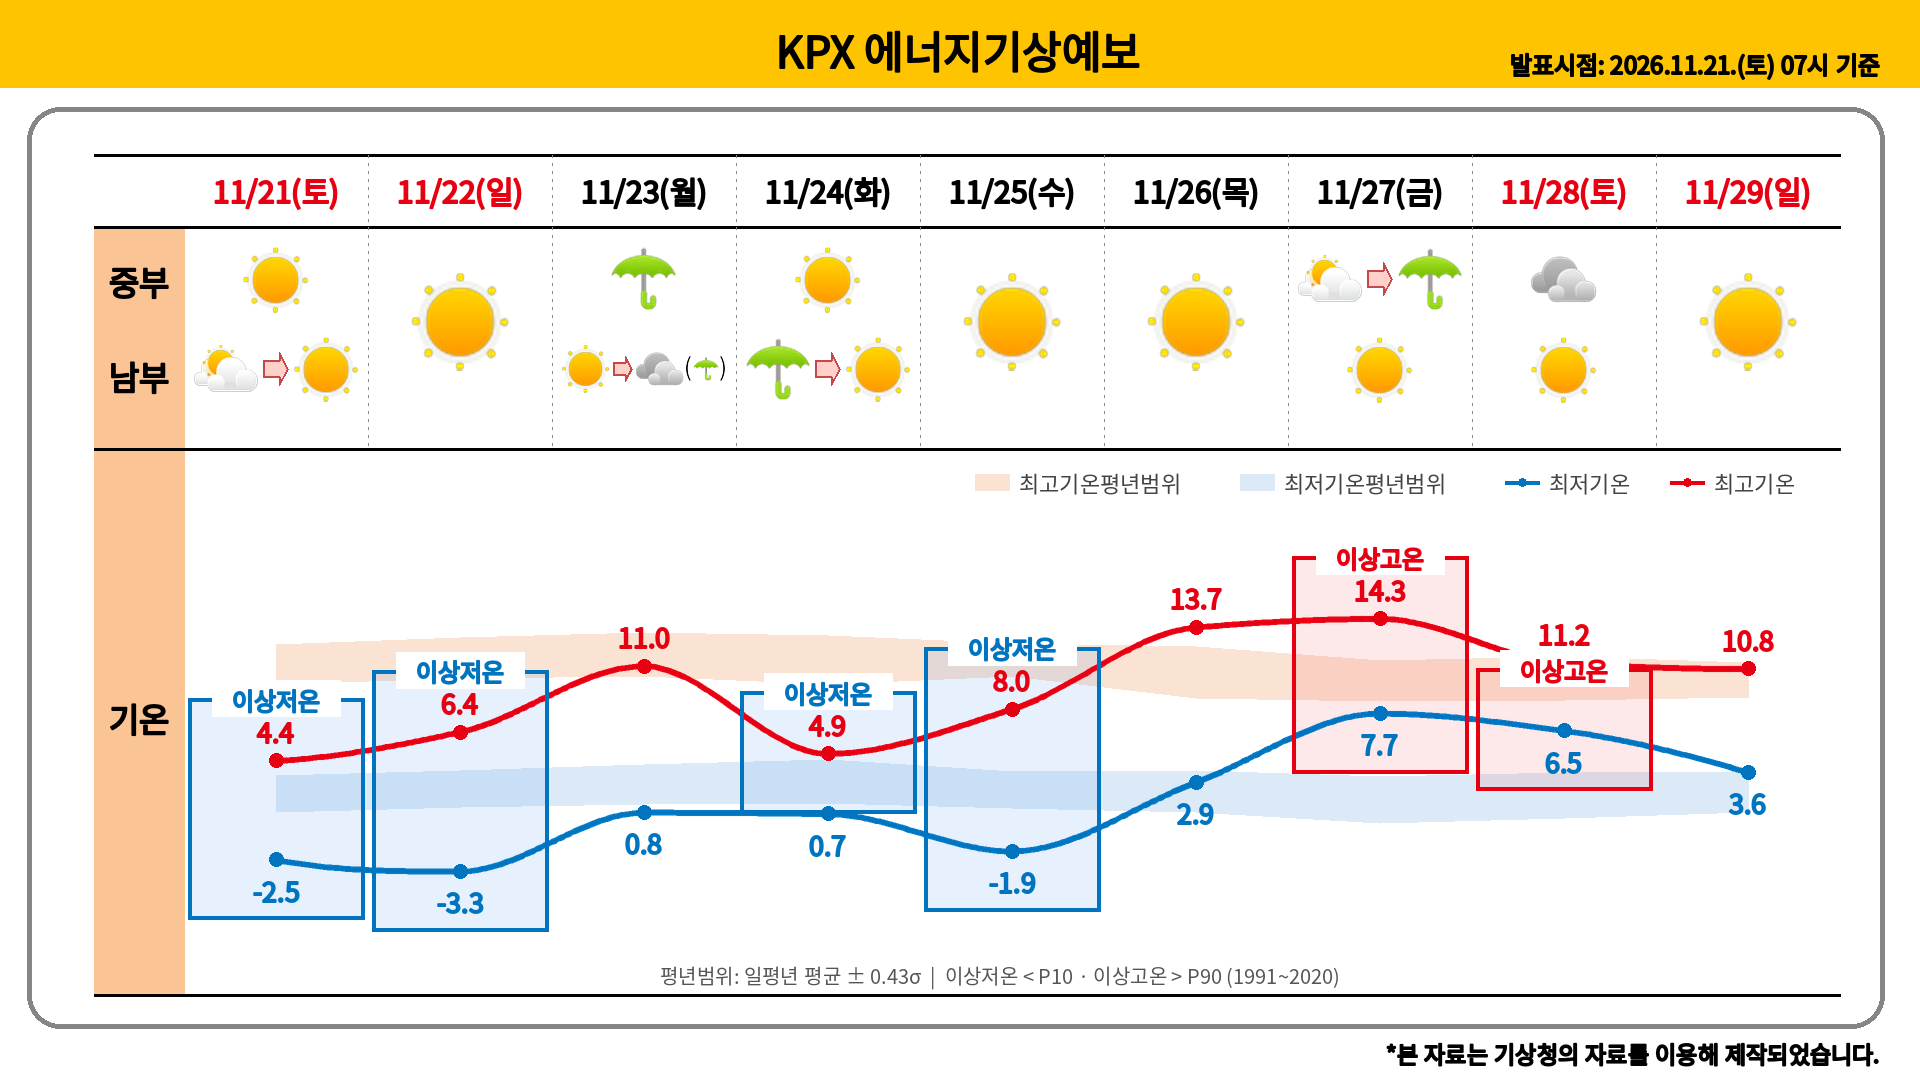 KPX 에너지기상예보
발표시점: 2026.11.21.(토) 07시 기준
11/21(토) 11/22(일) 11/23(월) 11/24(화) 11/25(수) 11/26(목) 11/27(금) 11/28(토) 11/29(일)
중부
남부
( )
최고기온평년범위 최저기온평년범위 최저기온 최고기온
기온
이상저온
4.4
-2.5
이상저온
6.4
-3.3
11.0
0.8
이상저온
4.9
0.7
이상저온
8.0
-1.9
13.7
2.9
이상고온
14.3
7.7
11.2
이상고온
6.5
10.8
3.6
평년범위: 일평년 평균 ± 0.43σ | 이상저온 < P10 · 이상고온 > P90 (1991~2020)
*본 자료는 기상청의 자료를 이용해 제작되었습니다.